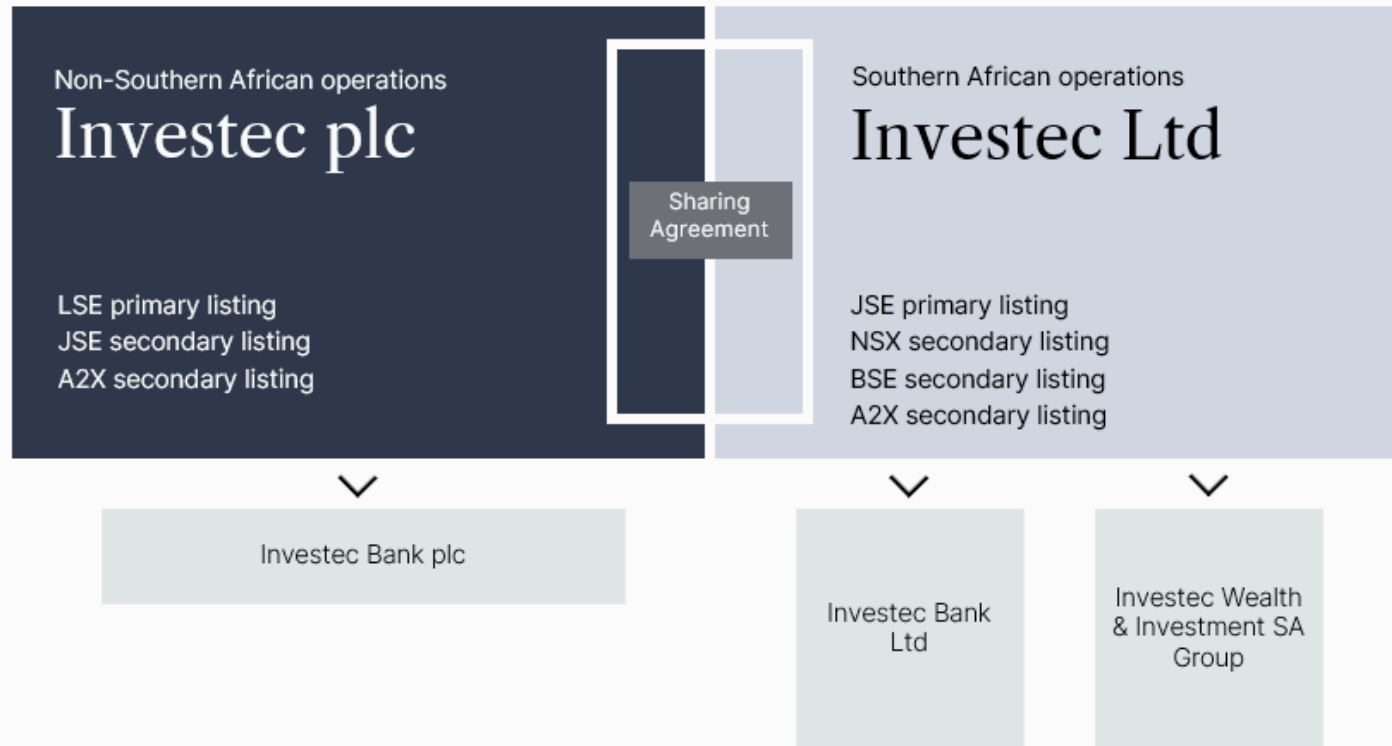 Non-Southern African operations
Investec plc
LSE primary listing
JSE secondary listing
A2X secondary listing
Sharing
Agreement
Southern African operations
Investec Ltd
JSE primary listing
NSX secondary listing
BSE secondary listing
A2X secondary listing
Investec Bank plc
Investec Bank
Ltd
Investec Wealth
& Investment SA
Group